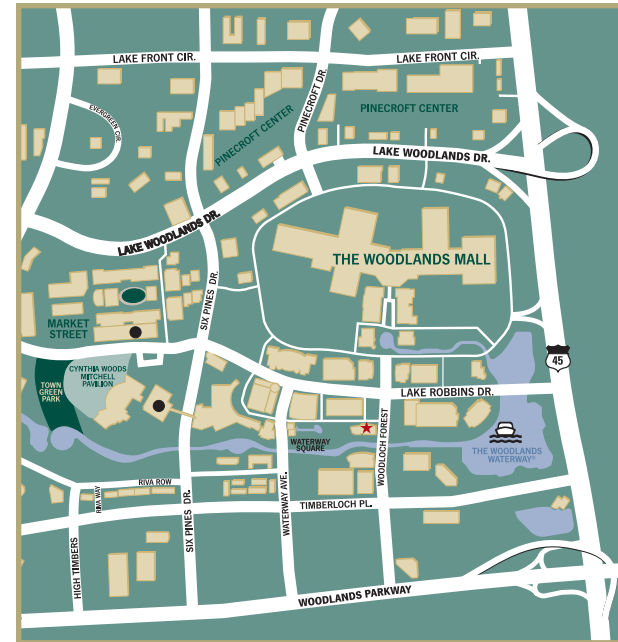 LAKE FRONT CIR.
LAKE FRONT CIR.
PINECROFT DR.
EVERGREEN CIR.
PINECROFT CENTER
PINECROFT CENTER
LAKE WOODLANDS DR.
LAKE WOODLANDS DR.
THE WOODLANDS MALL
SIX PINES DR.
MARKET
STREET
45
CYNTHIA WOODS
MITCHELL
PAVILION
TOWN
GREEN
PARK
LAKE ROBBINS DR.
WOODLOCH FOREST
WATERWAY
SQUARE
THE WOODLANDS
WATERWAY®
RIVA ROW
RIVA WAY
SIX PINES DR.
WATERWAY AVE.
TIMBERLOCH PL.
HIGH TIMBERS
WOODLANDS PARKWAY